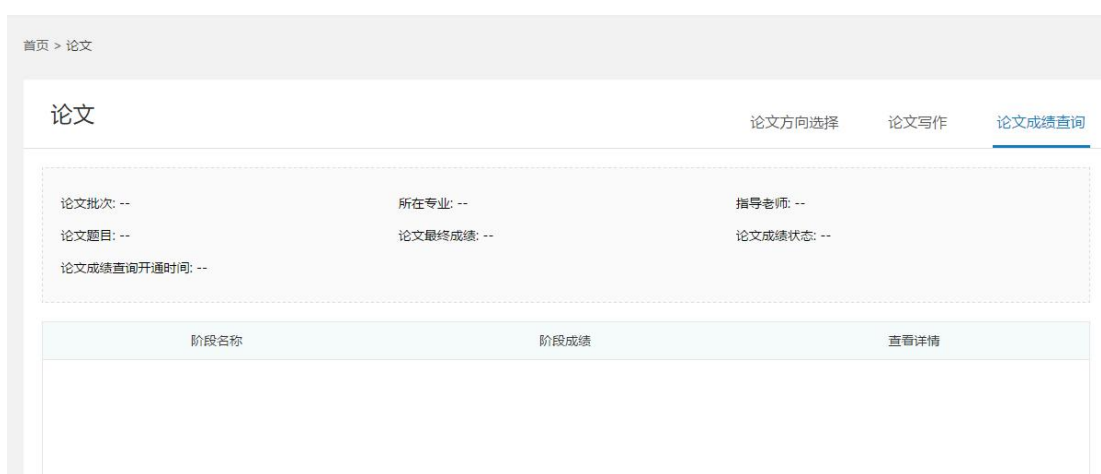 首页 > 论文
论文
论文方向选择 论文写作 论文成绩查询
论文批次: -- 所在专业: -- 指导老师: --
论文题目: -- 论文最终成绩: -- 论文成绩状态: --
论文成绩查询开通时间: --
阶段名称 阶段成绩 查看详情